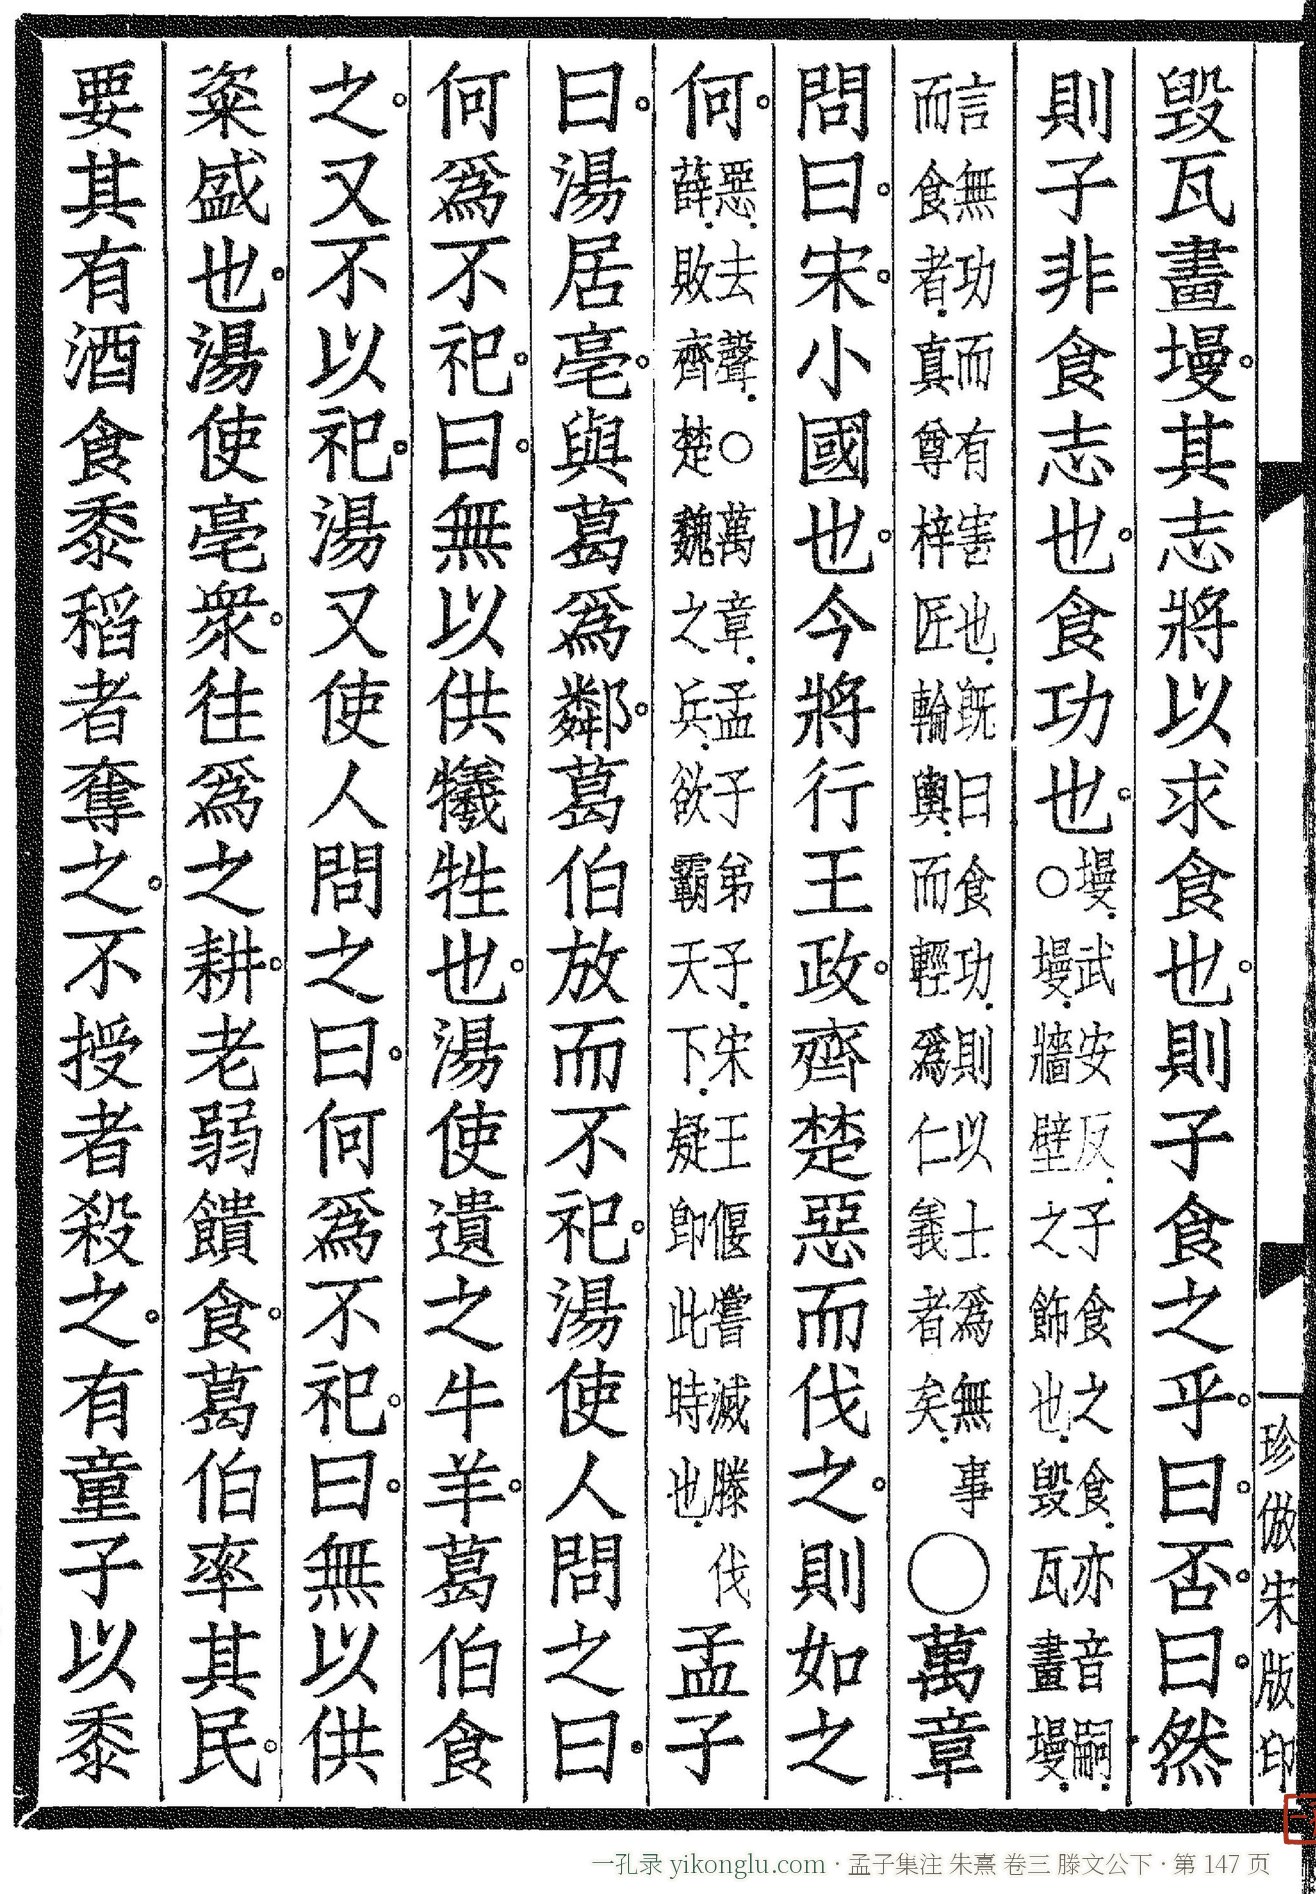 珍倣宋版印
毀瓦畫墁。其志將以求食也。則子食之乎。曰。否。曰。然
則子非食志也。食功也。墁.武安反.子食之食.亦音嗣.○墁.牆壁之飾也.毀瓦畫墁.
言無功而有害也.既曰食功.則以士爲無事而食者.真尊梓匠輪輿.而輕爲仁義者矣.○萬章
問曰。宋。小國也。今將行王政。齊楚惡而伐之。則如之
何。惡.去聲.○萬章.孟子弟子.宋王偃嘗滅滕伐薛.敗齊楚魏之兵.欲霸天下.疑卽此時也.孟子
曰。湯居亳。與葛爲鄰。葛伯放而不祀。湯使人問之曰。
何爲不祀。曰。無以供犧牲也。湯使遺之牛羊。葛伯食
之。又不以祀。湯又使人問之曰。何爲不祀。曰。無以供
粢盛也。湯使亳衆。往爲之耕。老弱饋食。葛伯率其民。
要其有酒食黍稻者奪之。不授者殺之。有童子以黍
一孔录 yikonglu.com · 孟子集注 朱熹 卷三 滕文公下 · 第 147 页